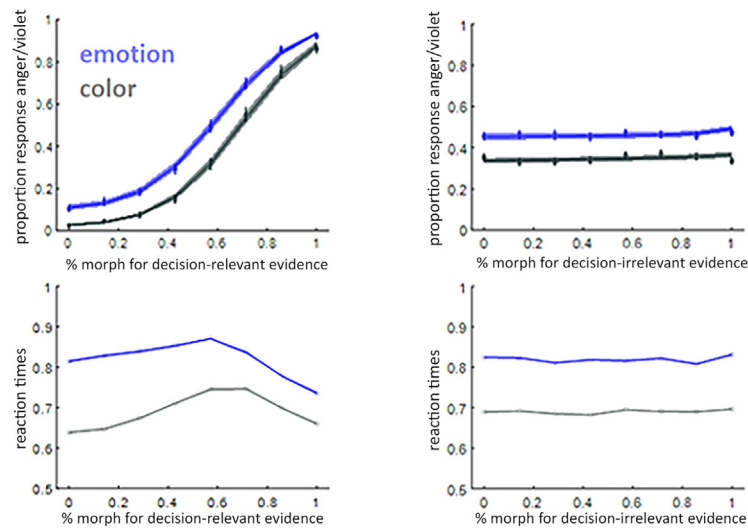 proportion response anger/violet
1
0.8
0.6
0.4
0.2
0
emotion
color
0 0.2 0.4 0.6 0.8 1
% morph for decision-relevant evidence
proportion response anger/violet
1
0.8
0.6
0.4
0.2
0
0 0.2 0.4 0.6 0.8 1
% morph for decision-irrelevant evidence
reaction times
1
0.9
0.8
0.7
0.6
0.5
0 0.2 0.4 0.6 0.8 1
% morph for decision-relevant evidence
reaction times
1
0.9
0.8
0.7
0.6
0.5
0 0.2 0.4 0.6 0.8 1
% morph for decision-irrelevant evidence